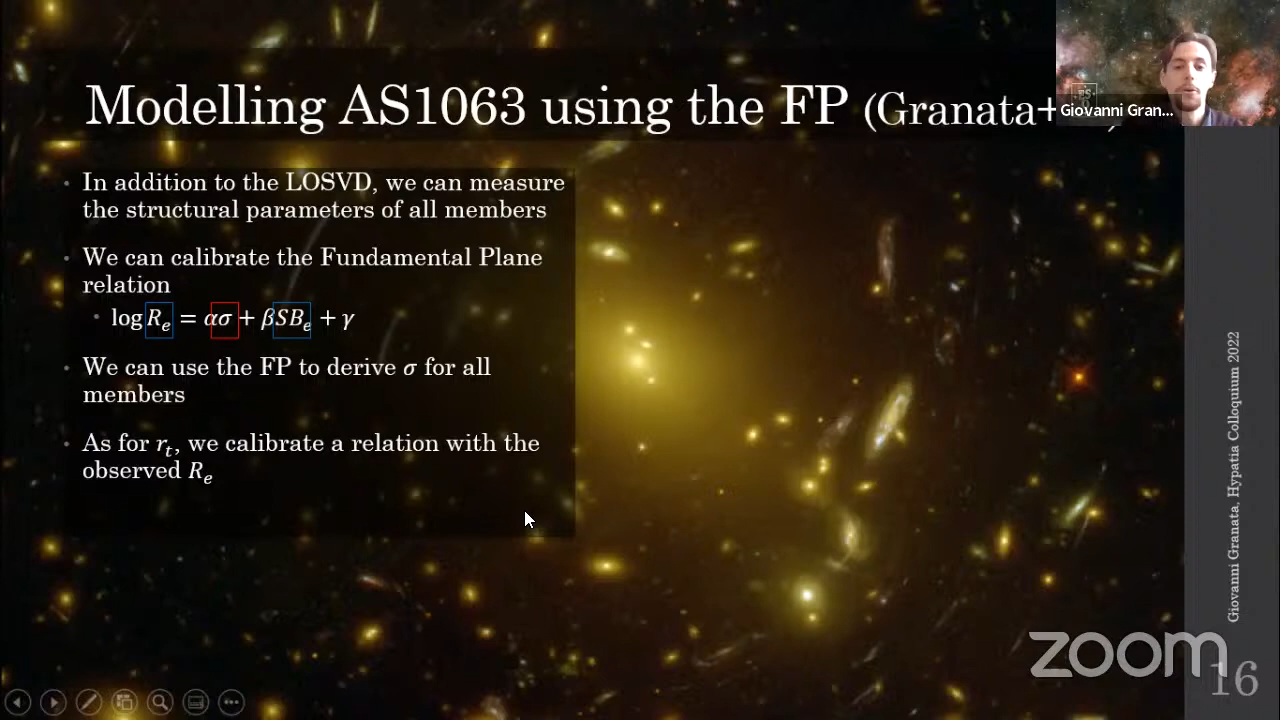 Modelling AS1063 using the FP (Granata+
Giovanni Gran...
• In addition to the LOSVD, we can measure
the structural parameters of all members
• We can calibrate the Fundamental Plane
relation
• log R_e = ασ + βSB_e + γ
• We can use the FP to derive σ for all
members
• As for r_t, we calibrate a relation with the
observed R_e
Giovanni Granata, Hypatia Colloquium 2022
zoom
16